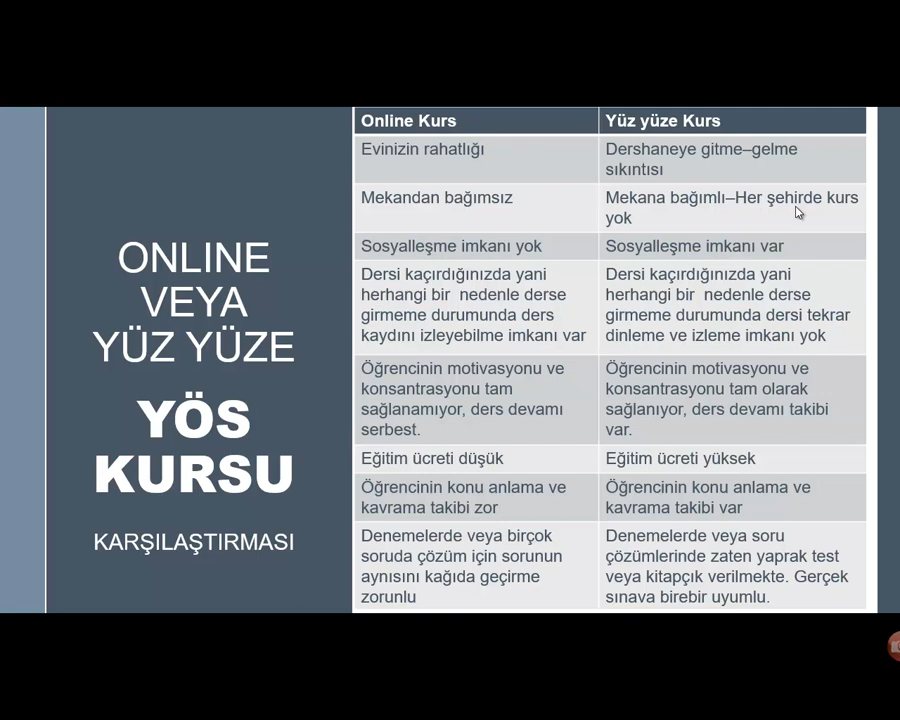 ONLINE
VEYA
YÜZ YÜZE
YÖS
KURSU
KARŞILAŞTIRMASI
Online Kurs
Yüz yüze Kurs
Evinizin rahatlığı
Dershaneye gitme–gelme
sıkıntısı
Mekandan bağımsız
Mekana bağımlı–Her şehirde kurs
yok
Sosyalleşme imkanı yok
Sosyalleşme imkanı var
Dersi kaçırdığınızda yani
herhangi bir nedenle derse
girmeme durumunda ders
kaydını izleyebilme imkanı var
Dersi kaçırdığınızda yani
herhangi bir nedenle derse
girmeme durumunda dersi tekrar
dinleme ve izleme imkanı yok
Öğrencinin motivasyonu ve
konsantrasyonu tam
sağlanamıyor, ders devamı
serbest.
Öğrencinin motivasyonu ve
konsantrasyonu tam olarak
sağlanıyor, ders devamı takibi
var.
Eğitim ücreti düşük
Eğitim ücreti yüksek
Öğrencinin konu anlama ve
kavrama takibi zor
Öğrencinin konu anlama ve
kavrama takibi var
Denemelerde veya birçok
soruda çözüm için sorunun
aynısını kağıda geçirme
zorunlu
Denemelerde veya soru
çözümlerinde zaten yaprak test
veya kitapçık verilmekte. Gerçek
sınava birebir uyumlu.